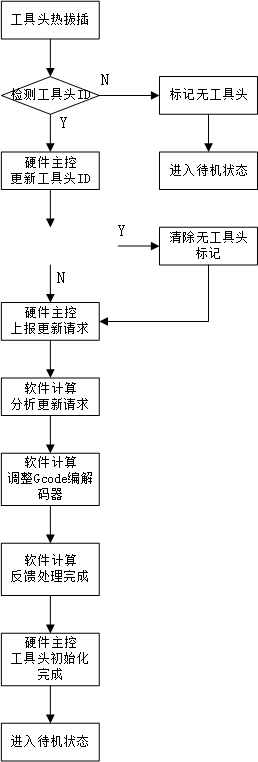 工具头热拔插
检测工具头ID
N
标记无工具头
Y
硬件主控
更新工具头ID
进入待机状态
Y
清除无工具头
标记
N
硬件主控
上报更新请求
软件计算
分析更新请求
软件计算
调整Gcode编解
码器
软件计算
反馈处理完成
硬件主控
工具头初始化
完成
进入待机状态